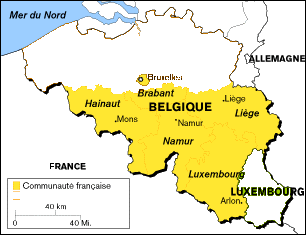 Mer du Nord
ALLEMAGNE
Bruxelles
Brabant
Hainaut
BELGIQUE
Liège
Mons
Namur
Liège
Namur
FRANCE
Luxembourg
LUXEMBOURG
Arlon
Communauté française
40 km
40 Mi.